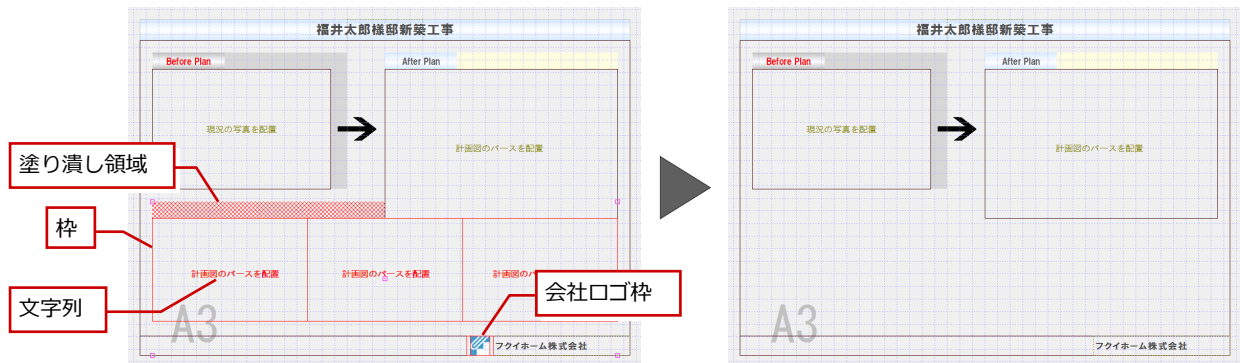 福井太郎様邸新築工事
Before Plan
After Plan
現況の写真を配置
計画図のパースを配置
塗り潰し領域
枠
計画図のパースを配置
計画図のパースを配置
計画図のパ
会社ロゴ枠
文字列
A3
フクイホーム株式会社
福井太郎様邸新築工事
Before Plan
After Plan
現況の写真を配置
計画図のパースを配置
A3
フクイホーム株式会社